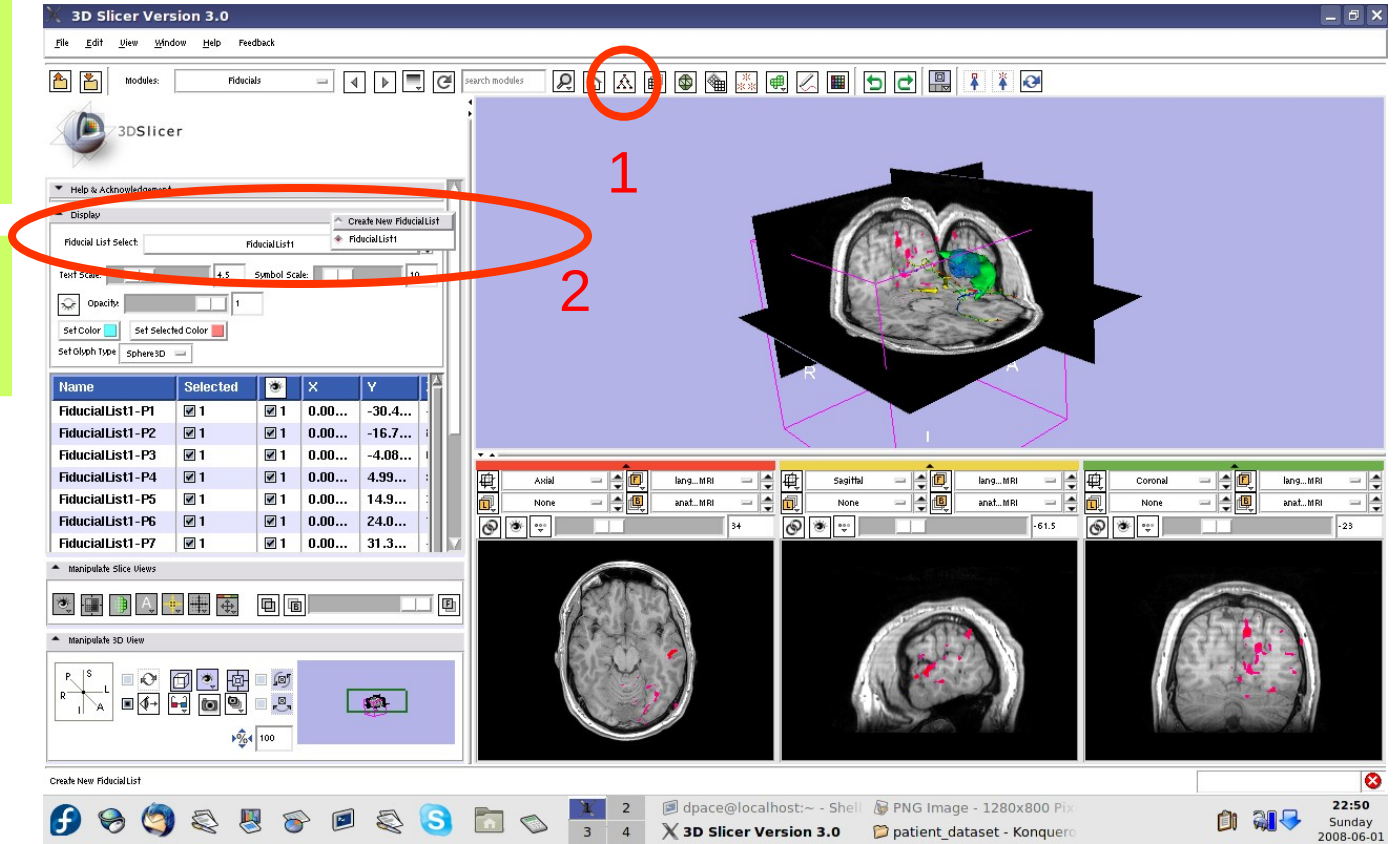 3D Slicer Version 3.0
File Edit View Window Help Feedback
Modules: Fiducials search modules
3DSlicer
1
Help & Acknowledgement
Display
Create New FiducialList
Fiducial List Select: FiducialList1
FiducialList1
2
Text Scale: 4.5 Symbol Scale: 10
Opacity: 1
Set Color Set Selected Color
Set Glyph Type Sphere3D
Name Selected X Y
FiducialList1-P1 1 1 0.00... -30.4...
FiducialList1-P2 1 1 0.00... -16.7...
FiducialList1-P3 1 1 0.00... -4.08...
FiducialList1-P4 1 1 0.00... 4.99...
FiducialList1-P5 1 1 0.00... 14.9...
FiducialList1-P6 1 1 0.00... 24.0...
FiducialList1-P7 1 1 0.00... 31.3...
S
R A
I
Axial lang...MRI
None anat...MRI
34
Sagittal lang...MRI
None anat...MRI
-61.5
Coronal lang...MRI
None anat...MRI
-23
Manipulate Slice Views
Manipulate 3D View
P S
R L
I A
100
Create New FiducialList
1 2
3 4
dpace@localhost:~ - Shell
PNG Image - 1280x800 Pix
3D Slicer Version 3.0
patient_dataset - Konquero
22:50
Sunday
2008-06-01